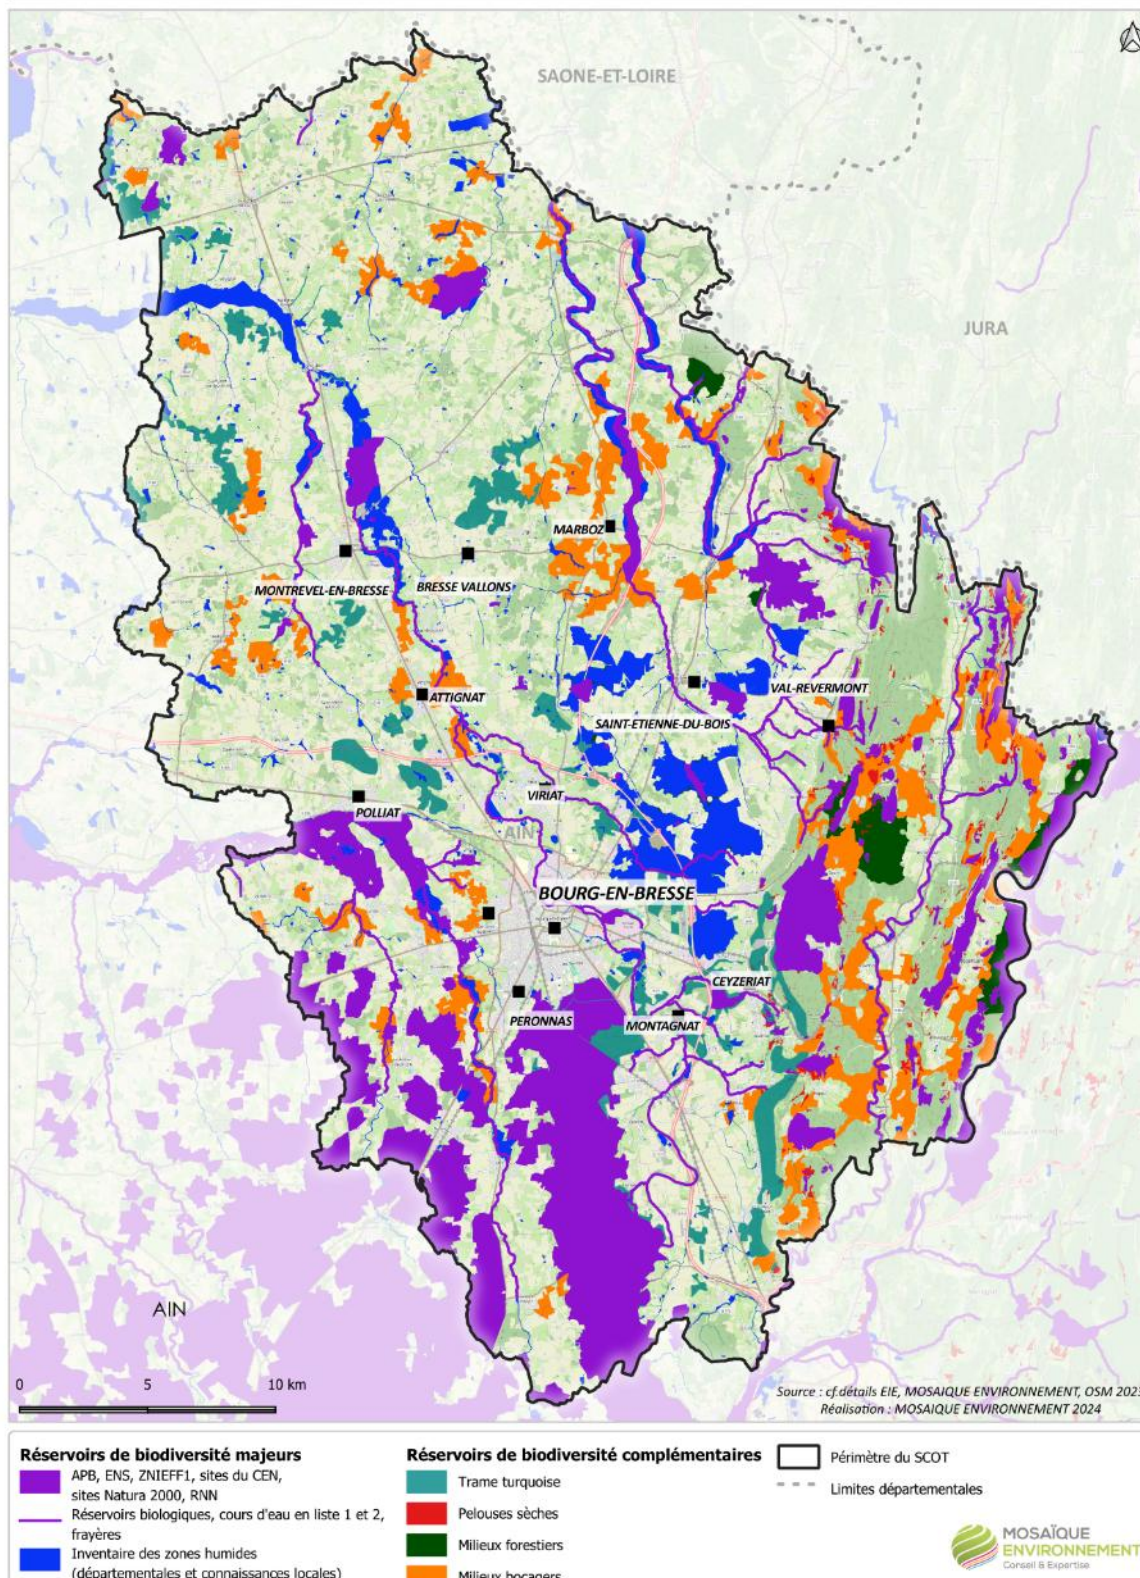 SAONE-ET-LOIRE
JURA
MARBOZ
MONTREVEL-EN-BRESSE
BRESSE VALLONS
ATTIGNAT
VAL-REVERMONT
SAINT-ETIENNE-DU-BOIS
VIRIAT
POLLIAT
AIN
BOURG-EN-BRESSE
CEYZERIAT
PERONNAS
MONTAGNAT
AIN
0 5 10 km
Source : cf.détails EIE, MOSAIQUE ENVIRONNEMENT, OSM 2023
Réalisation : MOSAIQUE ENVIRONNEMENT 2024
Réservoirs de biodiversité majeurs
APB, ENS, ZNIEFF1, sites du CEN,
sites Natura 2000, RNN
Réservoirs biologiques, cours d'eau en liste 1 et 2,
frayères
Inventaire des zones humides
(départementales et connaissances locales)
Réservoirs de biodiversité complémentaires
Trame turquoise
Pelouses sèches
Milieux forestiers
Milieux bocagers
Périmètre du SCOT
Limites départementales
MOSAÏQUE
ENVIRONNEMENT
Conseil & Expertise